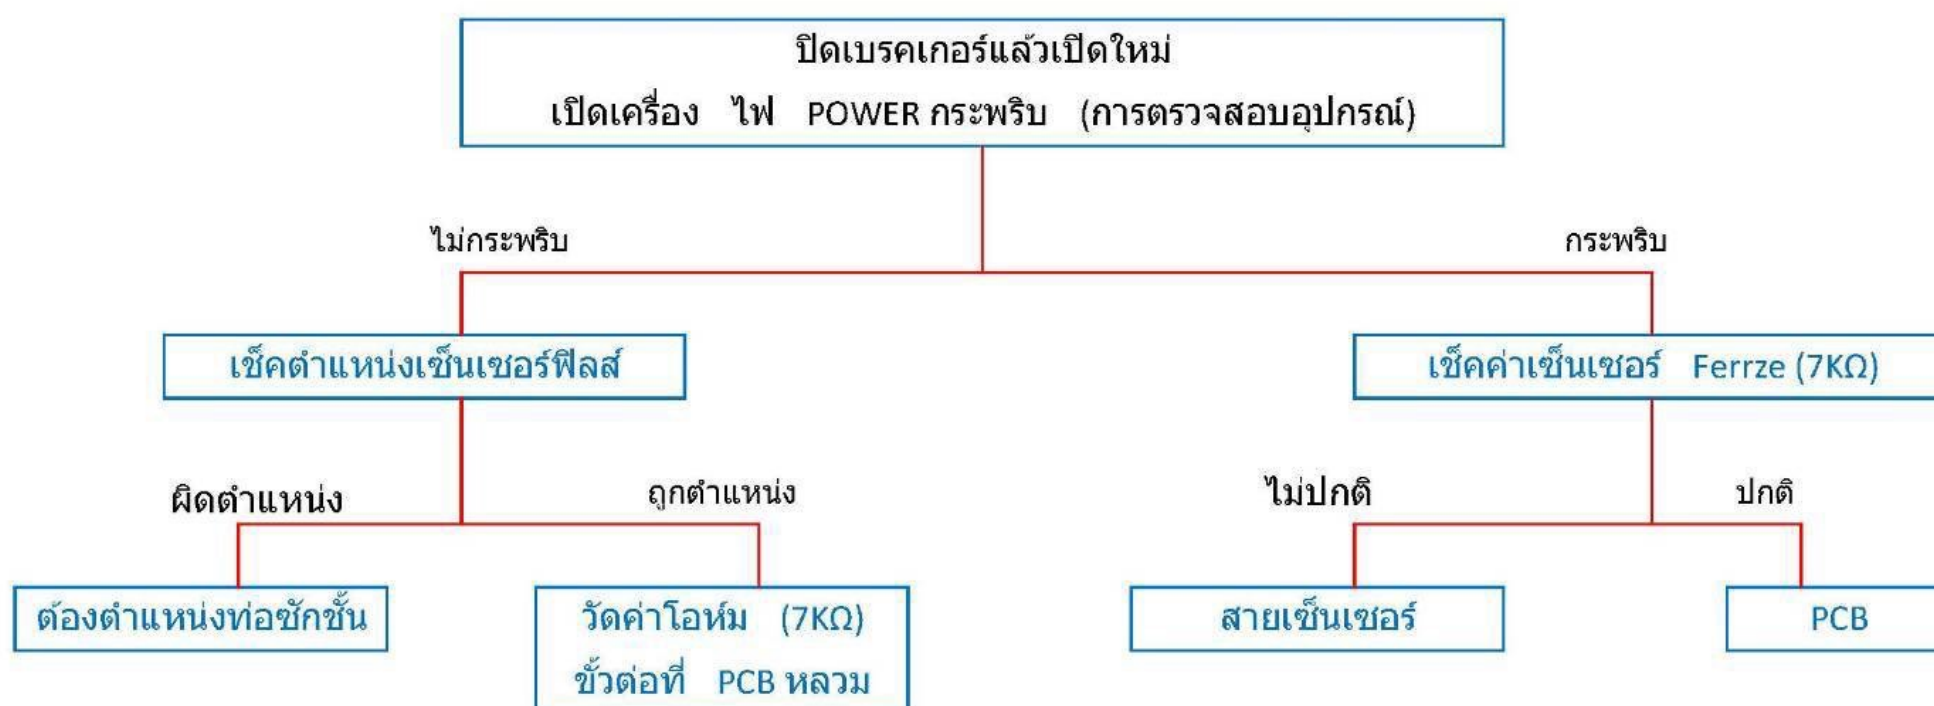 ปิดเบรคเกอร์แล้วเปิดใหม่
เปิดเครื่อง ไฟ POWER กระพริบ (การตรวจสอบอุปกรณ์)
ไม่กระพริบ
กระพริบ
เช็คตำแหน่งเซ็นเซอร์ฟิลส์
เช็คค่าเซ็นเซอร์ Ferrze (7KΩ)
ผิดตำแหน่ง
ถูกตำแหน่ง
ไม่ปกติ
ปกติ
ต้องตำแหน่งท่อซักชั้น
วัดค่าโอห์ม (7KΩ)
ขั้วต่อที่ PCB หลวม
สายเซ็นเซอร์
PCB